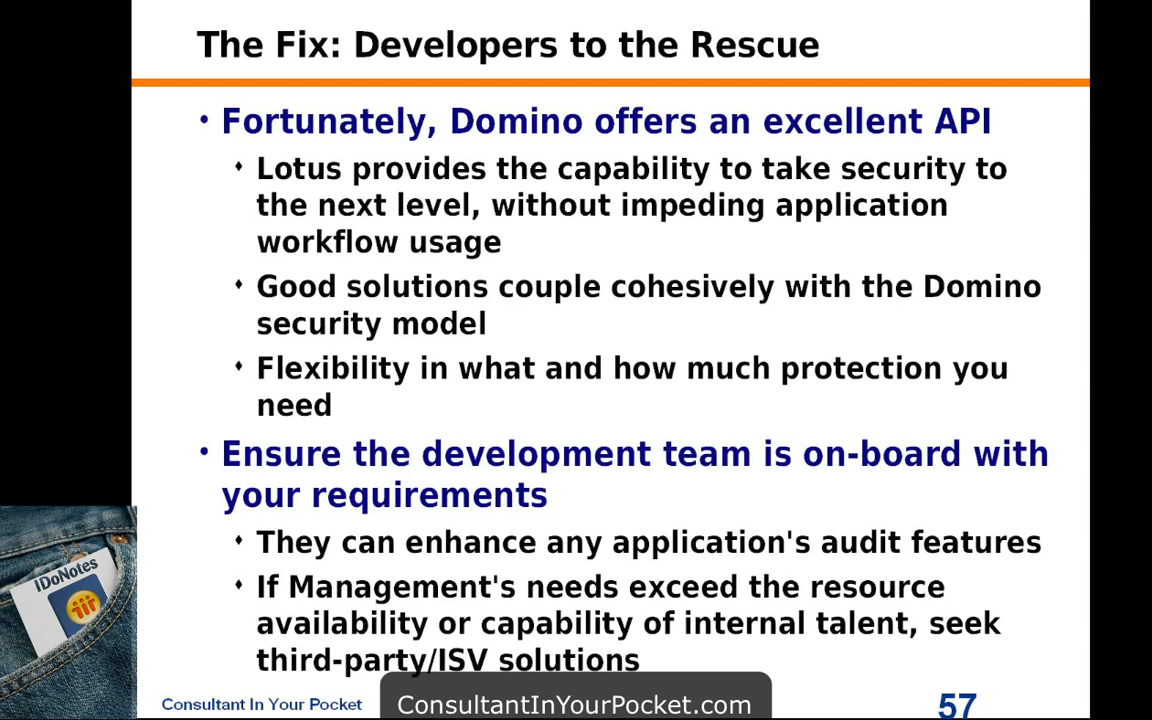 The Fix: Developers to the Rescue
• Fortunately, Domino offers an excellent API
♦ Lotus provides the capability to take security to
the next level, without impeding application
workflow usage
♦ Good solutions couple cohesively with the Domino
security model
♦ Flexibility in what and how much protection you
need
• Ensure the development team is on-board with
your requirements
♦ They can enhance any application's audit features
♦ If Management's needs exceed the resource
availability or capability of internal talent, seek
third-party/ISV solutions
IDoNotes
Consultant In Your Pocket
ConsultantInYourPocket.com
57